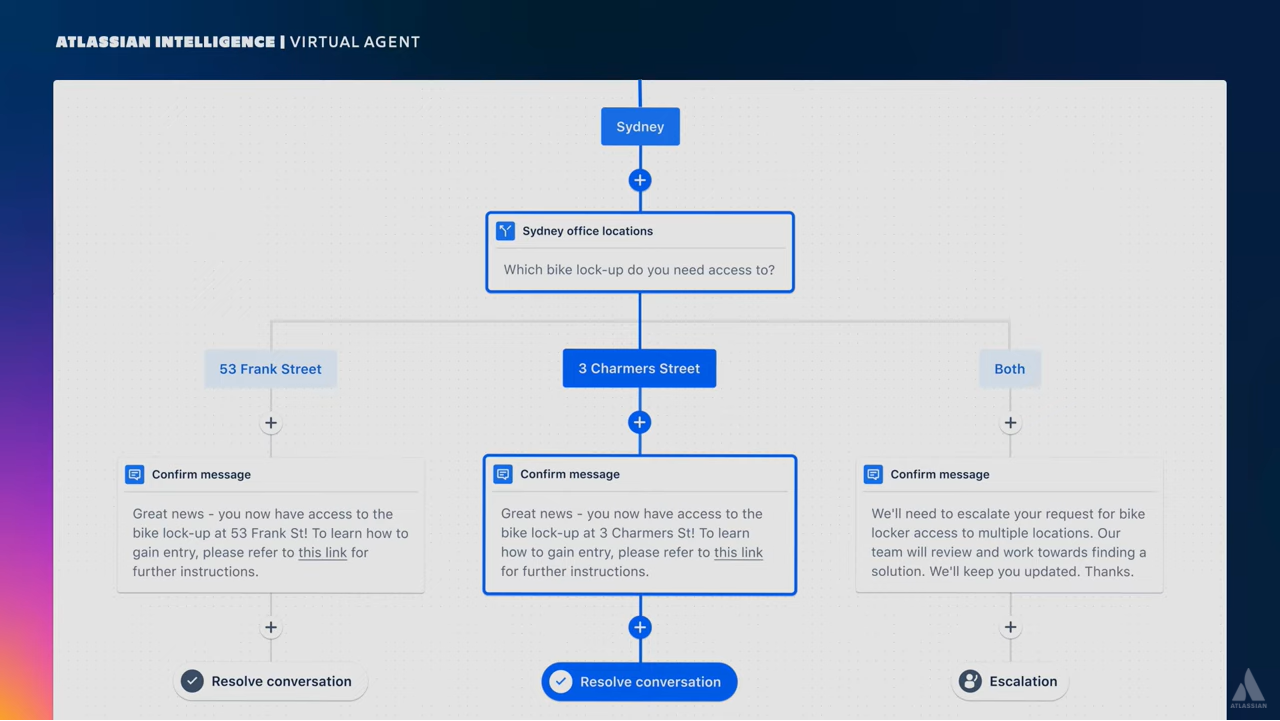 ATLASSIAN INTELLIGENCE | VIRTUAL AGENT
Sydney
Sydney office locations
Which bike lock-up do you need access to?
53 Frank Street
3 Charmers Street
Both
Confirm message
Great news - you now have access to the
bike lock-up at 53 Frank St! To learn how to
gain entry, please refer to this link for
further instructions.
Confirm message
Great news - you now have access to the
bike lock-up at 3 Charmers St! To learn
how to gain entry, please refer to this link
for further instructions.
Confirm message
We'll need to escalate your request for bike
locker access to multiple locations. Our
team will review and work towards finding a
solution. We'll keep you updated. Thanks.
Resolve conversation
Resolve conversation
Escalation
ATLASSIAN